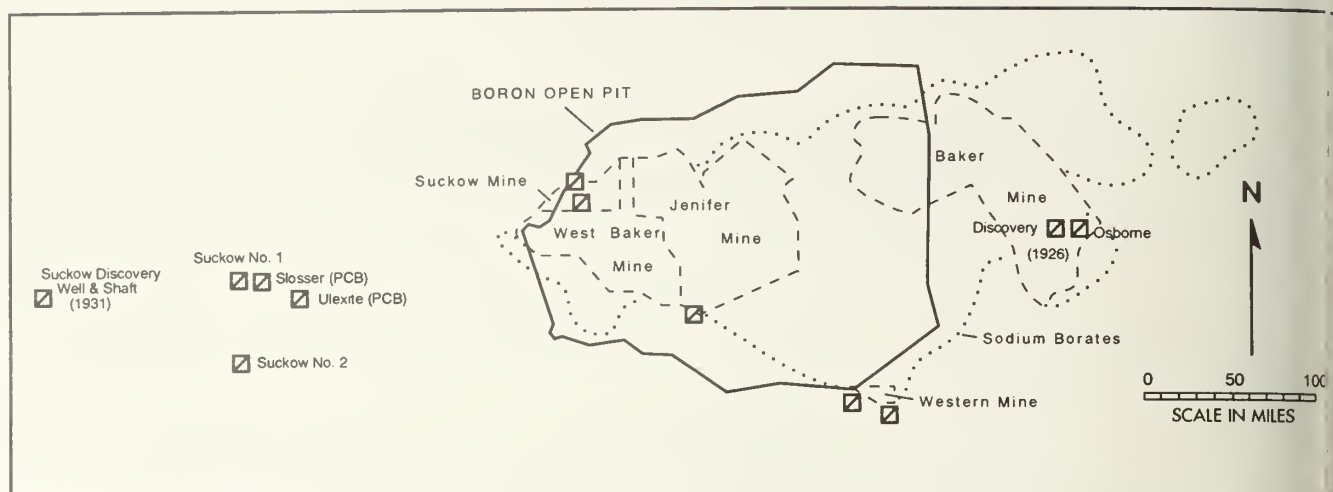 BORON OPEN PIT
Suckow Mine
Baker
Mine
Jenifer
Mine
West Baker
Mine
N
Discovery
(1926)
Osborne
Suckow No. 1
Slosser (PCB)
Ulexite (PCB)
Suckow Discovery
Well & Shaft
(1931)
Suckow No. 2
Sodium Borates
Western Mine
0 50 100
SCALE IN MILES